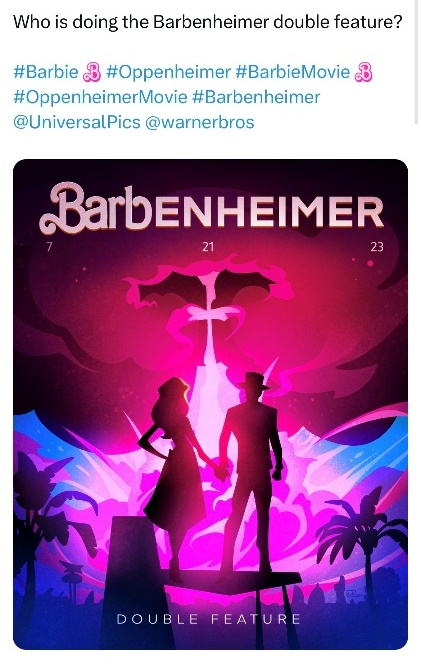 Who is doing the Barbenheimer double feature?
#Barbie #Oppenheimer #BarbieMovie
#OppenheimerMovie #Barbenheimer
@UniversalPics @warnerbros
BarbENHEIMER
7 21 23
DOUBLE FEATURE